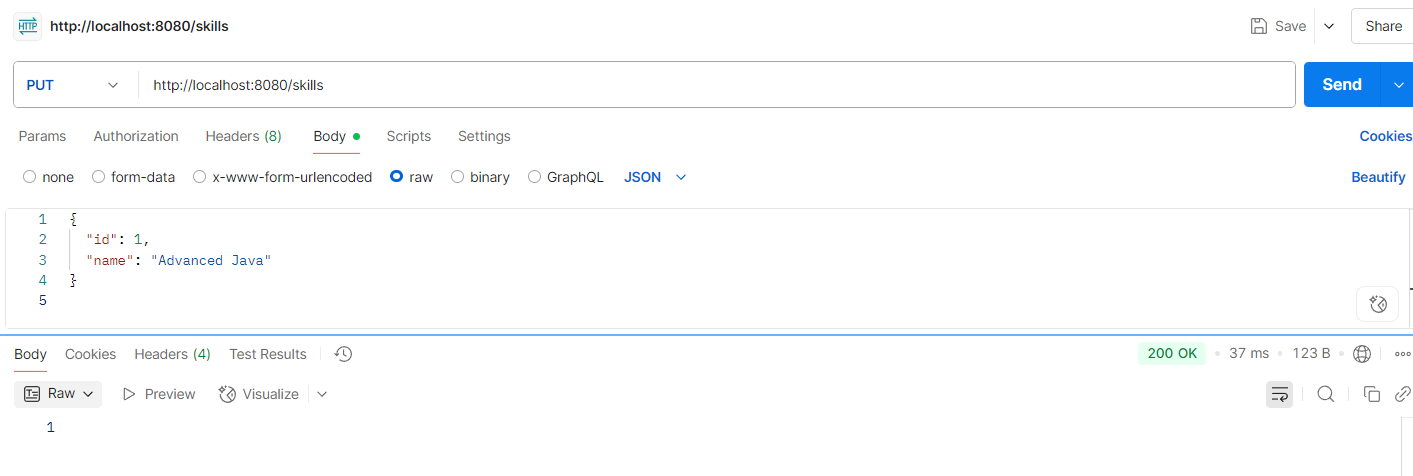 HTTP http://localhost:8080/skills Save Share
PUT http://localhost:8080/skills Send
Params Authorization Headers (8) Body Scripts Settings Cookies
none form-data x-www-form-urlencoded raw binary GraphQL JSON Beautify
1 {
2 "id": 1,
3 "name": "Advanced Java"
4 }
5
Body Cookies Headers (4) Test Results 200 OK 37 ms 123 B
Raw Preview Visualize
1